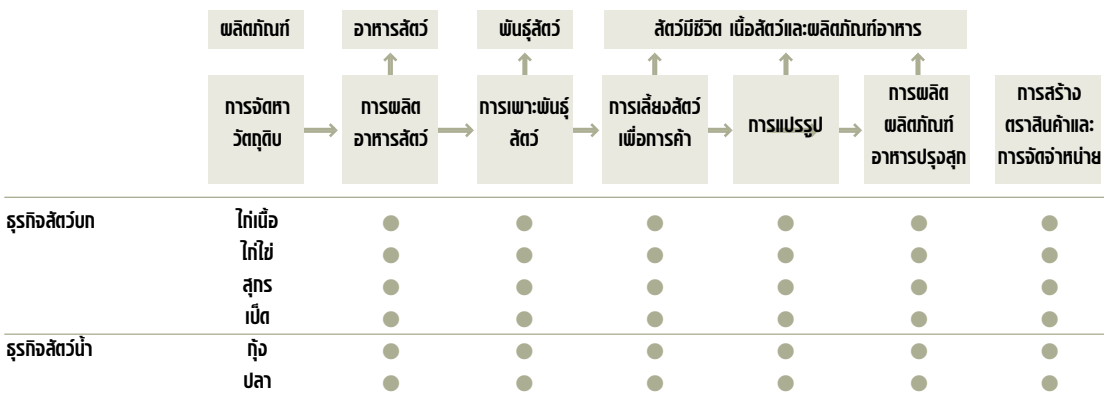 ผลิตภัณฑ์ อาหารสัตว์ พันธุ์สัตว์ สัตว์มีชีวิต เนื้อสัตว์และผลิตภัณฑ์อาหาร
การจัดหา
วัตถุดิบ
การผลิต
อาหารสัตว์
การเพาะพันธุ์
สัตว์
การเลี้ยงสัตว์
เพื่อการค้า
การแปรรูป
การผลิต
ผลิตภัณฑ์
อาหารปรุงสุก
การสร้าง
ตราสินค้าและ
การจัดจำหน่าย
ธุรกิจสัตว์บก ไก่เนื้อ
ไก่ไข่
สุกร
เป็ด
ธุรกิจสัตว์น้ำ กุ้ง
ปลา